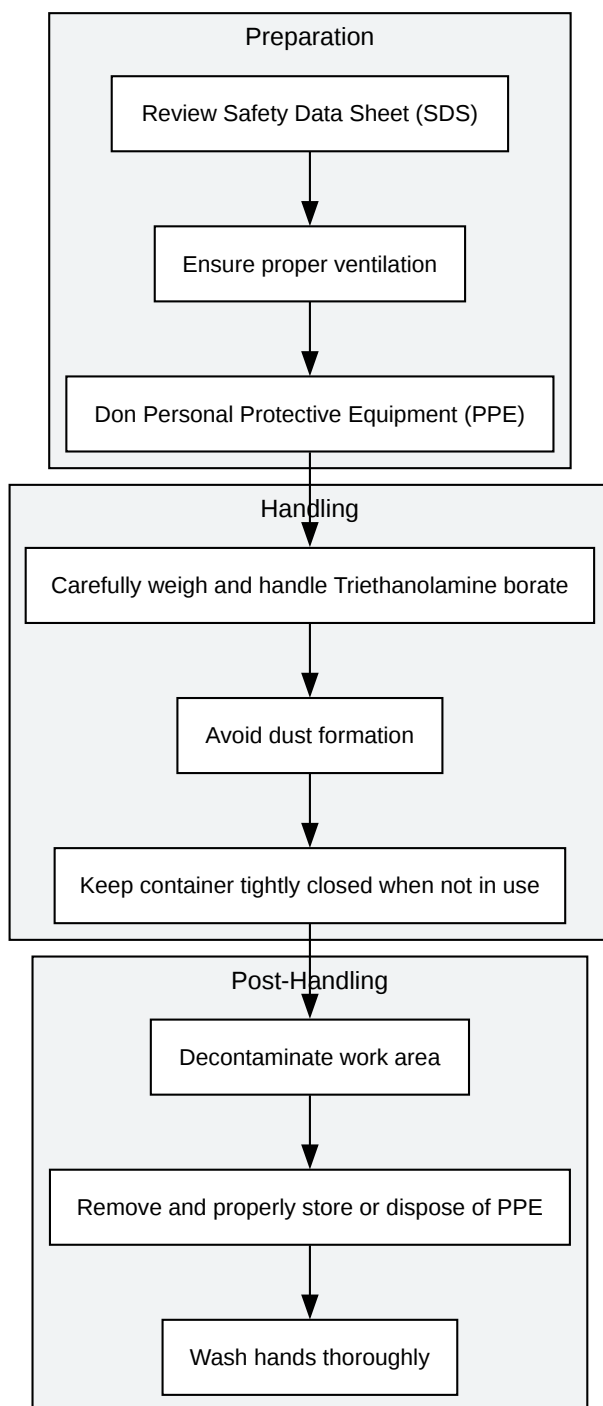 Preparation
Review Safety Data Sheet (SDS)
Ensure proper ventilation
Don Personal Protective Equipment (PPE)
Handling
Carefully weigh and handle Triethanolamine borate
Avoid dust formation
Keep container tightly closed when not in use
Post-Handling
Decontaminate work area
Remove and properly store or dispose of PPE
Wash hands thoroughly